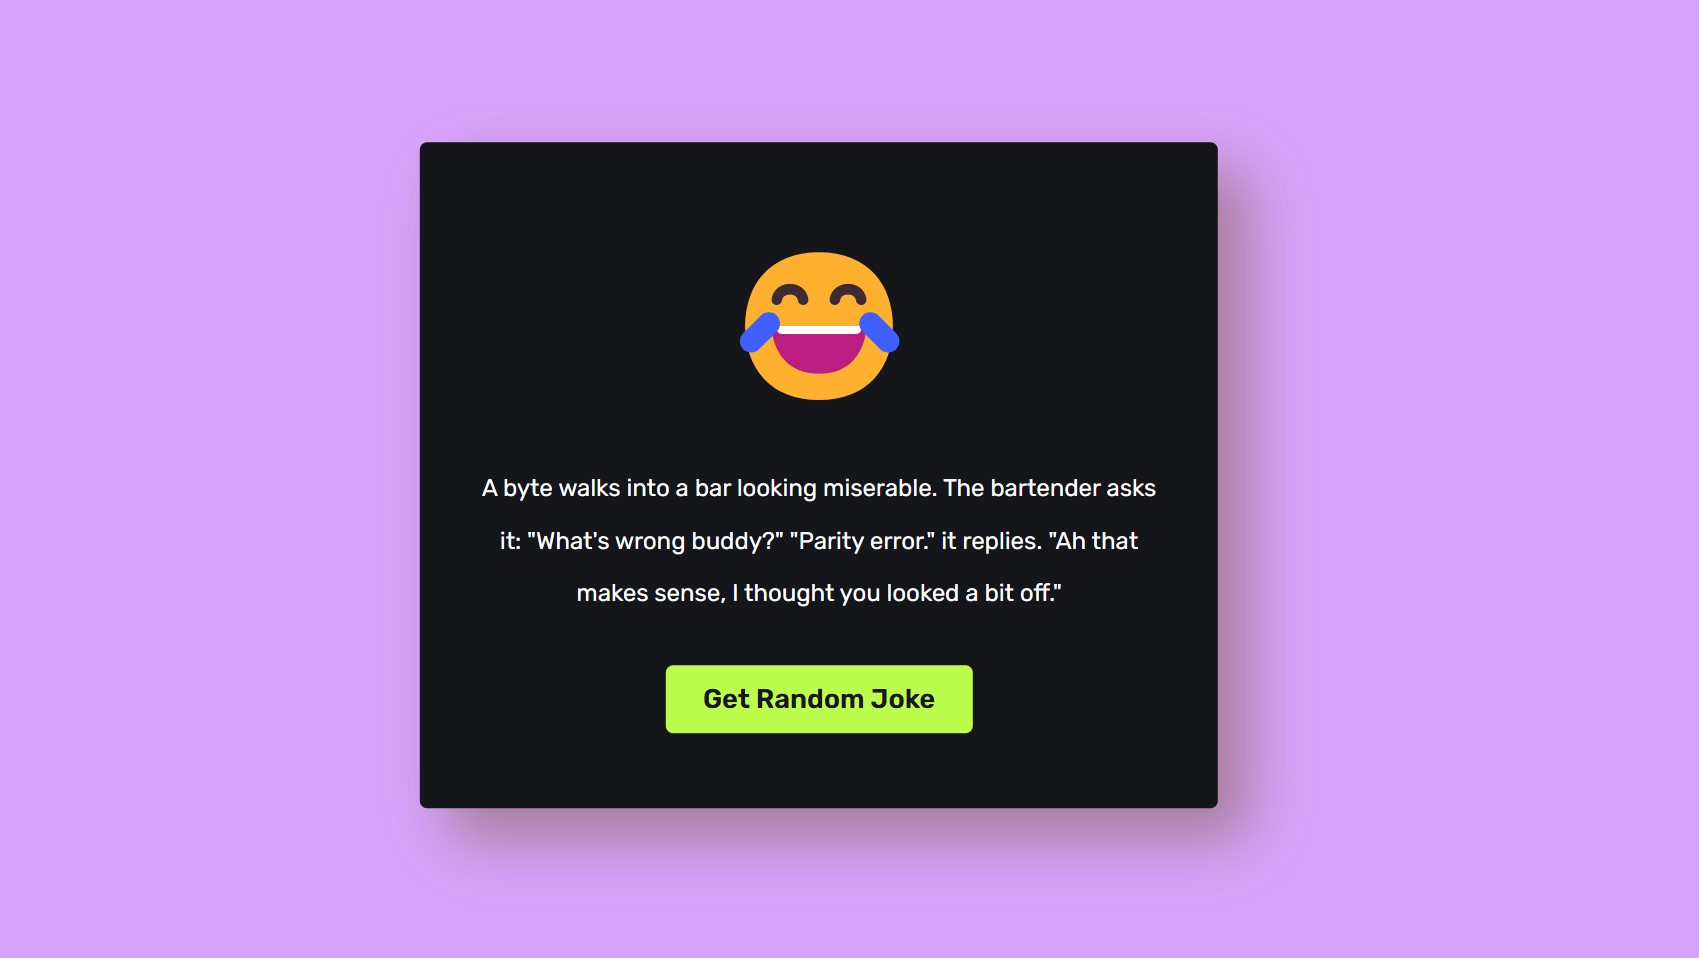 A byte walks into a bar looking miserable. The bartender asks
it: "What's wrong buddy?" "Parity error." it replies. "Ah that
makes sense, I thought you looked a bit off."
Get Random Joke